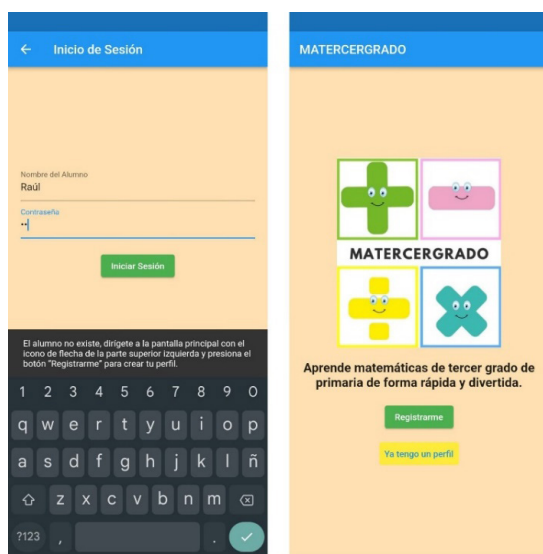 Inicio de Sesión
Nombre del Alumno
Raúl
Contraseña
••
Iniciar Sesión
El alumno no existe, dirígete a la pantalla principal con el
icono de flecha de la parte superior izquierda y presiona el
botón "Registrarme" para crear tu perfil.
1 2 3 4 5 6 7 8 9 0
q w e r t y u i o p
a s d f g h j k l ñ
z x c v b n m
?123 , .
MATERCERGRADO
MATERCERGRADO
Aprende matemáticas de tercer grado de
primaria de forma rápida y divertida.
Registrarme
Ya tengo un perfil